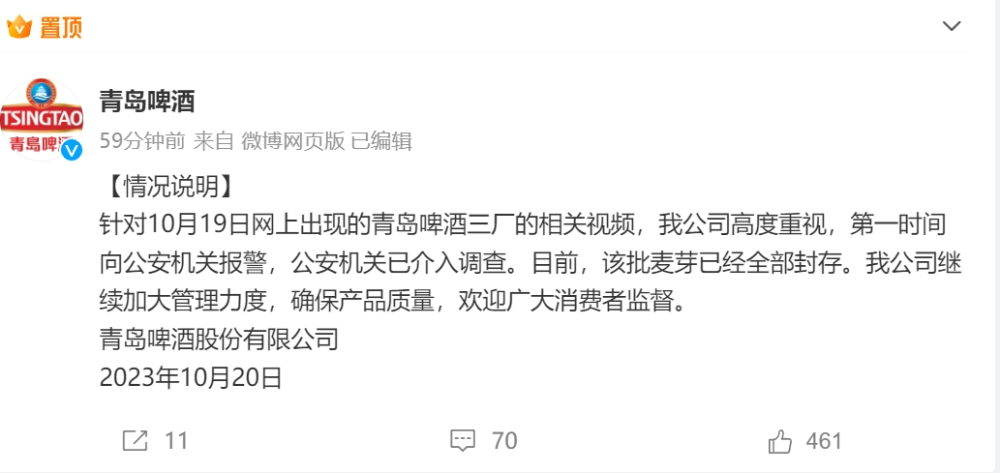 置顶
青岛啤酒
TSINGTAO
青岛啤
59分钟前 来自 微博网页版 已编辑
【情况说明】
针对10月19日网上出现的青岛啤酒三厂的相关视频，我公司高度重视，第一时间
向公安机关报警，公安机关已介入调查。目前，该批麦芽已经全部封存。我公司继
续加大管理力度，确保产品质量，欢迎广大消费者监督。
青岛啤酒股份有限公司
2023年10月20日
11
70
461